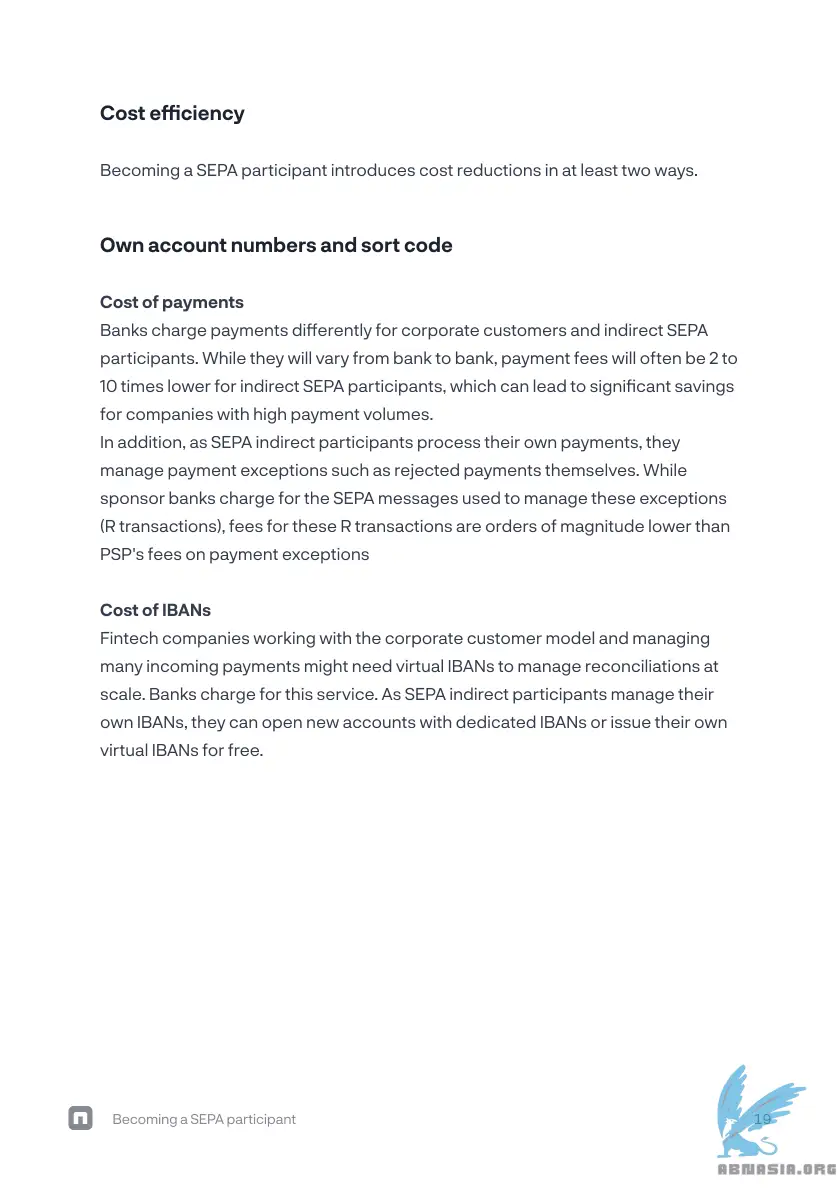 Cost efficiency
Becoming a SEPA participant introduces cost reductions in at least two ways.
Own account numbers and sort code
Cost of payments
Banks charge payments differently for corporate customers and indirect SEPA
participants. While they will vary from bank to bank, payment fees will often be 2 to
10 times lower for indirect SEPA participants, which can lead to significant savings
for companies with high payment volumes.
In addition, as SEPA indirect participants process their own payments, they
manage payment exceptions such as rejected payments themselves. While
sponsor banks charge for the SEPA messages used to manage these exceptions
(R transactions), fees for these R transactions are orders of magnitude lower than
PSP's fees on payment exceptions
Cost of IBANs
Fintech companies working with the corporate customer model and managing
many incoming payments might need virtual IBANs to manage reconciliations at
scale. Banks charge for this service. As SEPA indirect participants manage their
own IBANs, they can open new accounts with dedicated IBANs or issue their own
virtual IBANs for free.
Becoming a SEPA participant
19
ABNASIA.ORG